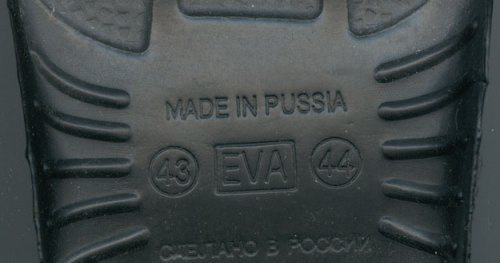 MADE IN PUSSIA
43 EVA 44
СДЕЛАНО В РОССИИ